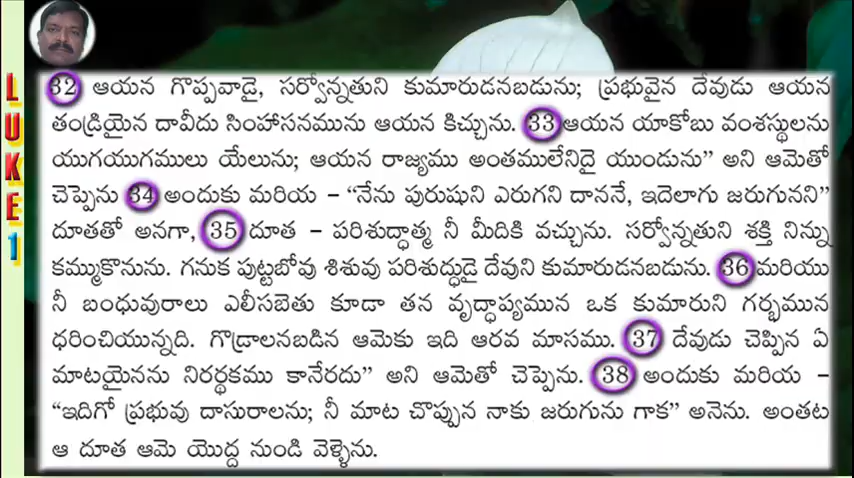 LUKE 1
32 ఆయన గొప్పవాడై, సర్వోన్నతుని కుమారుడనబడును; ప్రభువైన దేవుడు ఆయన
తండ్రియైన దావీదు సింహాసనమును ఆయన కిచ్చును. 33 ఆయన యాకోబు వంశస్థులను
యుగయుగములు యేలును; ఆయన రాజ్యము అంతములేనిదై యుండును” అని ఆమెతో
చెప్పెను 34 అందుకు మరియ – “నేను పురుషుని ఎరుగని దాననే, ఇదెలాగు జరుగునని”
దూతతో అనగా, 35 దూత – పరిశుద్ధాత్మ నీ మీదికి వచ్చును. సర్వోన్నతుని శక్తి నిన్ను
కమ్ముకొనును. గనుక పుట్టబోవు శిశువు పరిశుద్ధుడై దేవుని కుమారుడనబడును. 36 మరియు
నీ బంధువురాలు ఎలీసబెతు కూడా తన వృద్ధాప్యమున ఒక కుమారుని గర్భమున
ధరించియున్నది. గొడ్రాలనబడిన ఆమెకు ఇది ఆరవ మాసము. 37 దేవుడు చెప్పిన ఏ
మాటయైనను నిరర్థకము కానేరదు” అని ఆమెతో చెప్పెను. 38 అందుకు మరియ –
“ఇదిగో ప్రభువు దాసురాలను; నీ మాట చొప్పున నాకు జరుగును గాక” అనెను. అంతట
ఆ దూత ఆమె యొద్ద నుండి వెళ్ళెను.